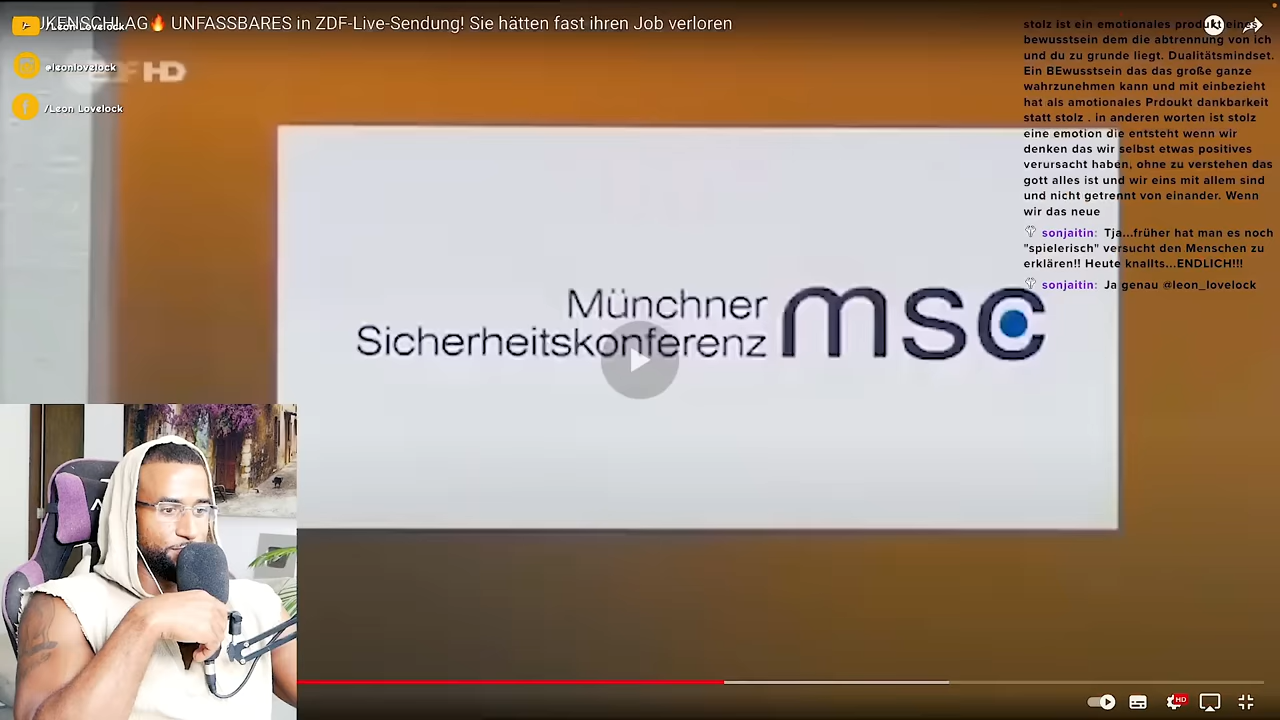 UKENSCHLAG🔥 UNFASSBARES in ZDF-Live-Sendung! Sie hätten fast ihren Job verloren
/Leon Lovelock
@leonlovelock
HD
/Leon Lovelock
Münchner
Sicherheitskonferenz
msc
stolz ist ein emotionales produkt eines
bewusstsein dem die abtrennung von ich
und du zu grunde liegt. Dualitätsmindset.
Ein BEwusstsein das das große ganze
wahrzunehmen kann und mit einbezieht
hat als amotionales Prdoukt dankbarkeit
statt stolz . in anderen worten ist stolz
eine emotion die entsteht wenn wir
denken das wir selbst etwas positives
verursacht haben, ohne zu verstehen das
gott alles ist und wir eins mit allem sind
und nicht getrennt von einander. Wenn
wir das neue
sonjaitin: Tja...früher hat man es noch
"spielerisch" versucht den Menschen zu
erklären!! Heute knallts...ENDLICH!!!
sonjaitin: Ja genau @leon_lovelock
HD